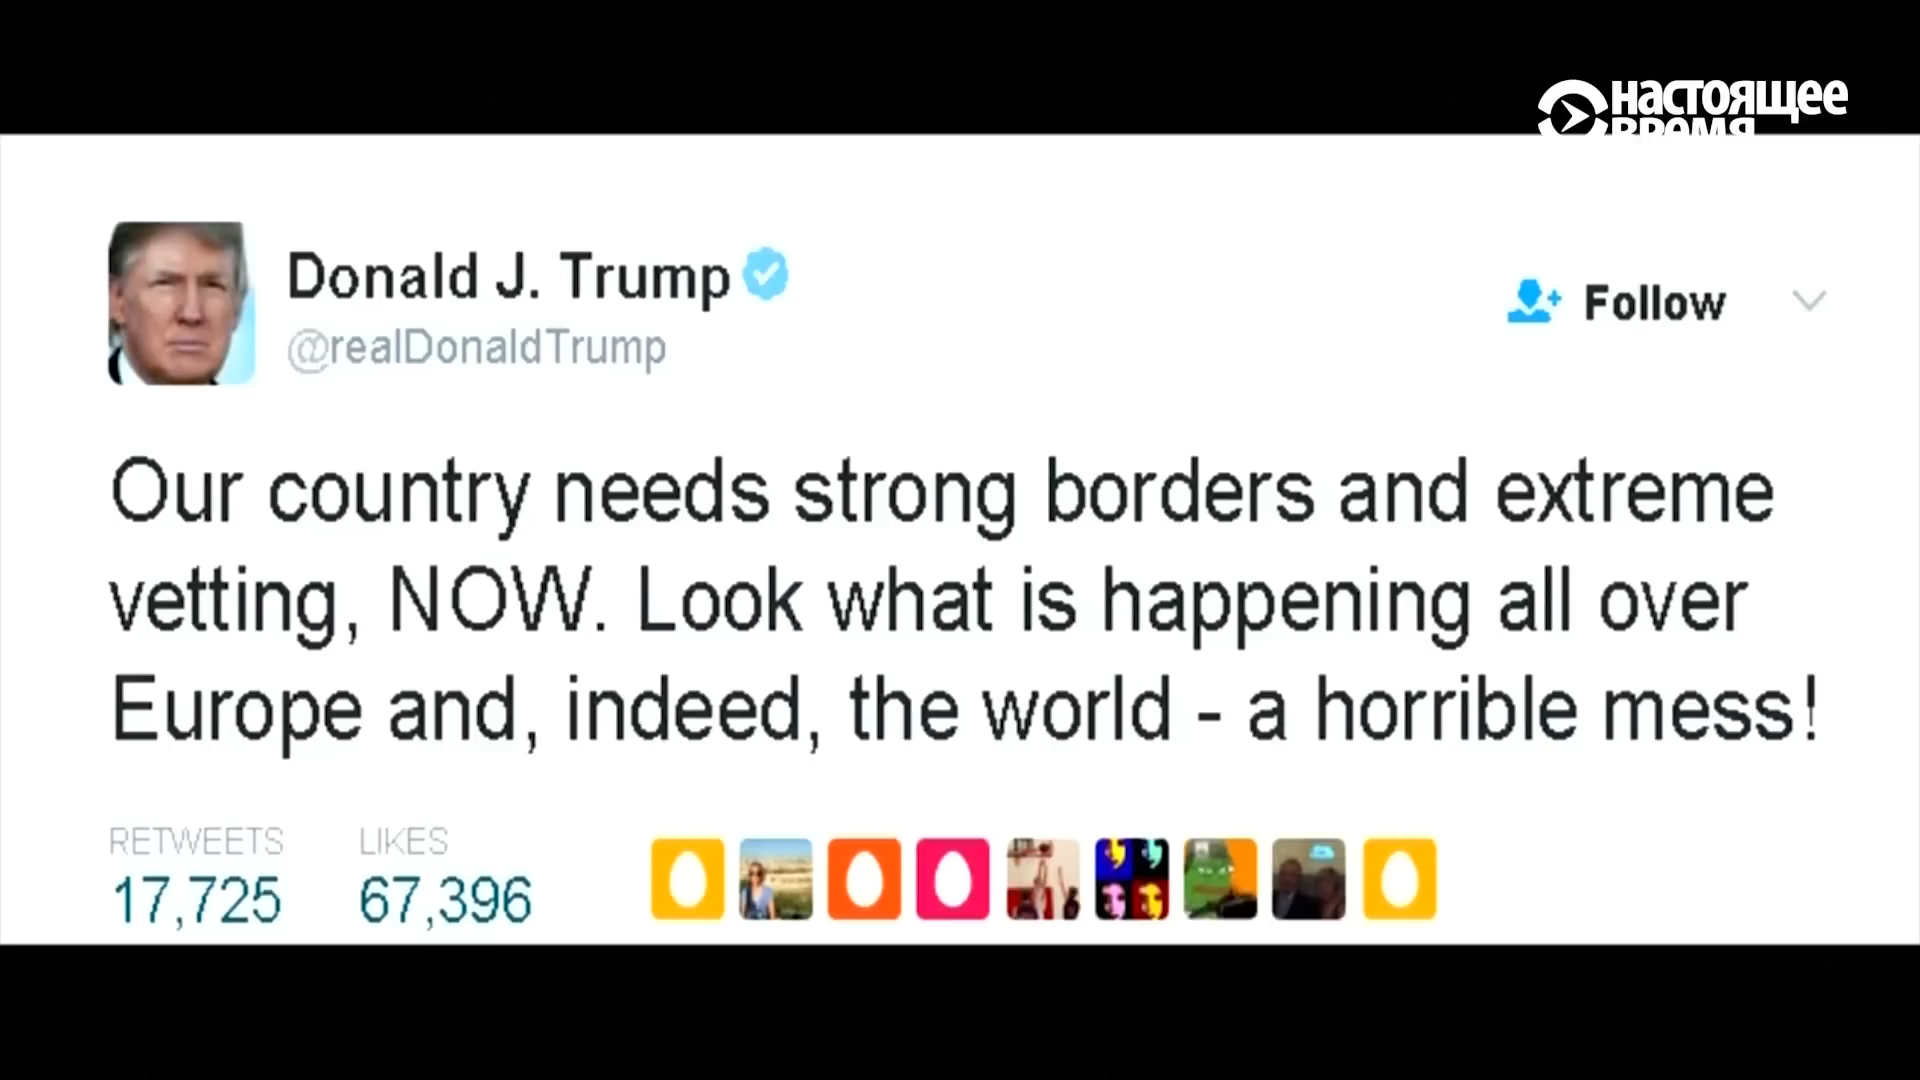 НАСТОЯЩЕЕ
ВРЕМЯ
Donald J. Trump
@realDonaldTrump
Follow
Our country needs strong borders and extreme
vetting, NOW. Look what is happening all over
Europe and, indeed, the world - a horrible mess!
RETWEETS LIKES
17,725 67,396